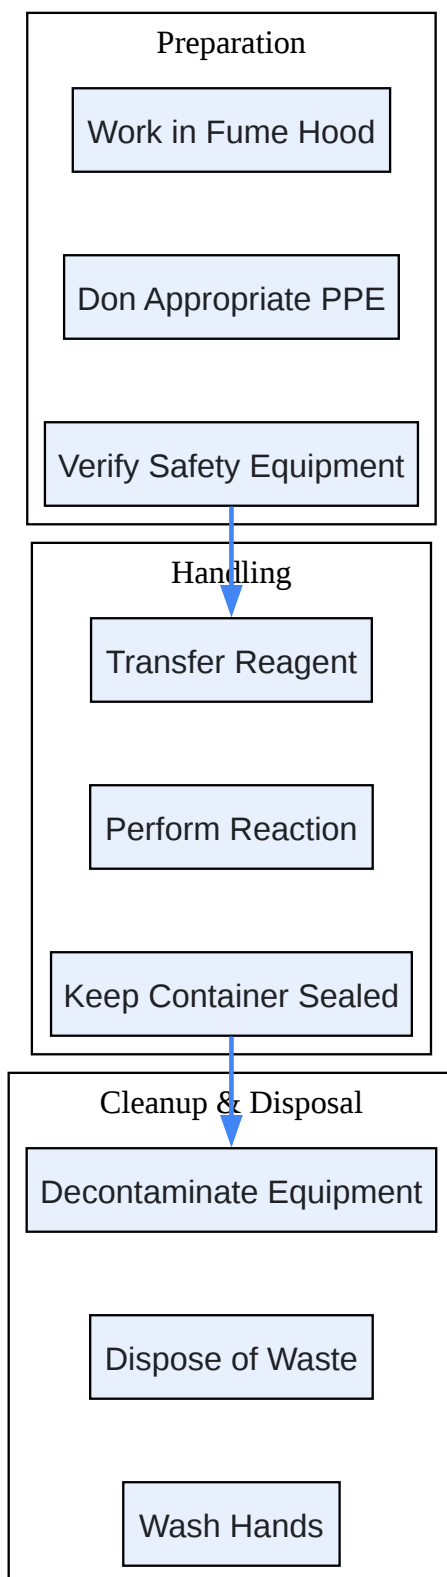 Preparation
Work in Fume Hood
Don Appropriate PPE
Verify Safety Equipment
Handling
Transfer Reagent
Perform Reaction
Keep Container Sealed
Cleanup & Disposal
Decontaminate Equipment
Dispose of Waste
Wash Hands